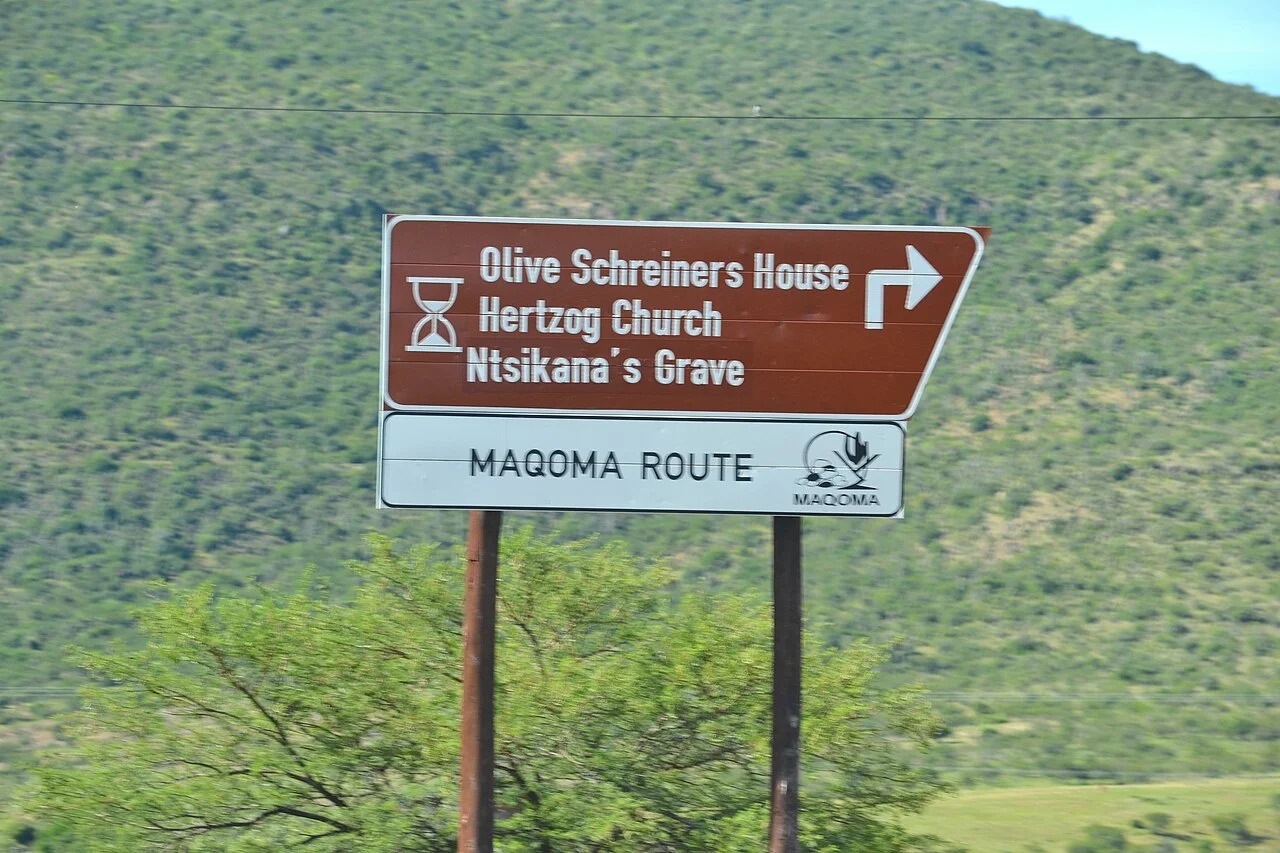 Olive Schreiners House
Hertzog Church
Ntsikana's Grave
MAQOMA ROUTE
MAQOMA